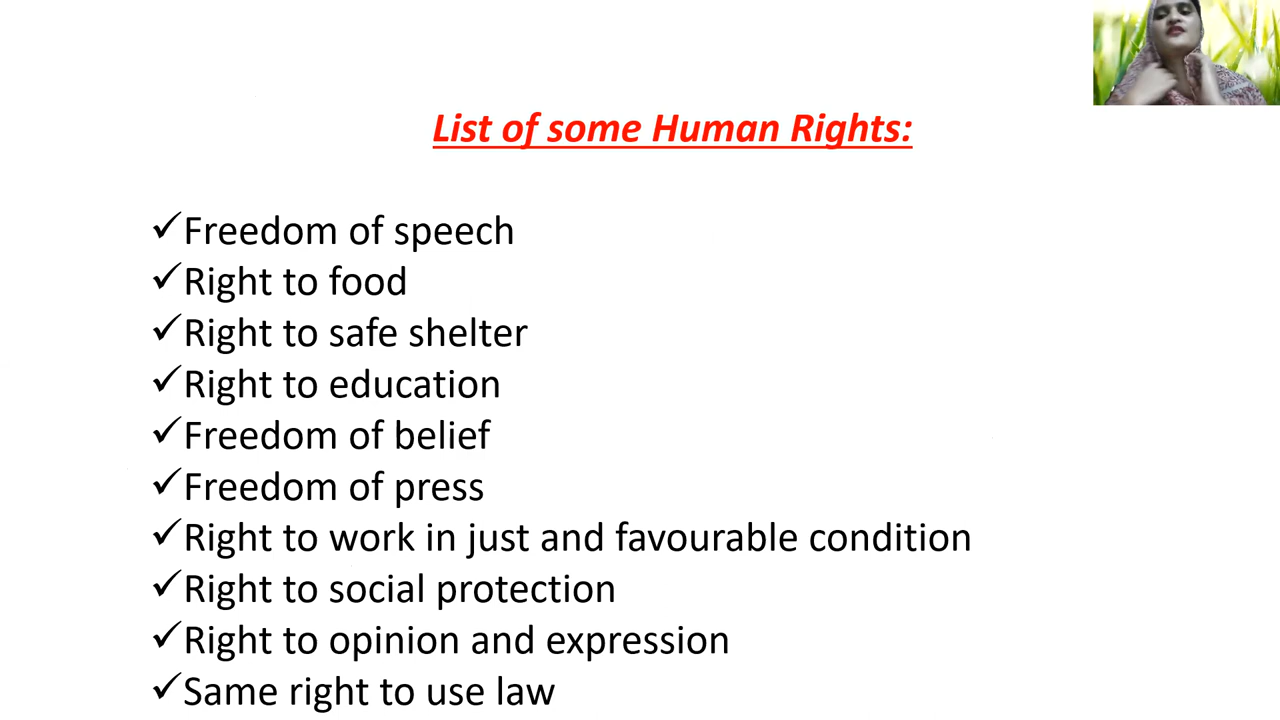 List of some Human Rights:
✓Freedom of speech
✓Right to food
✓Right to safe shelter
✓Right to education
✓Freedom of belief
✓Freedom of press
✓Right to work in just and favourable condition
✓Right to social protection
✓Right to opinion and expression
✓Same right to use law